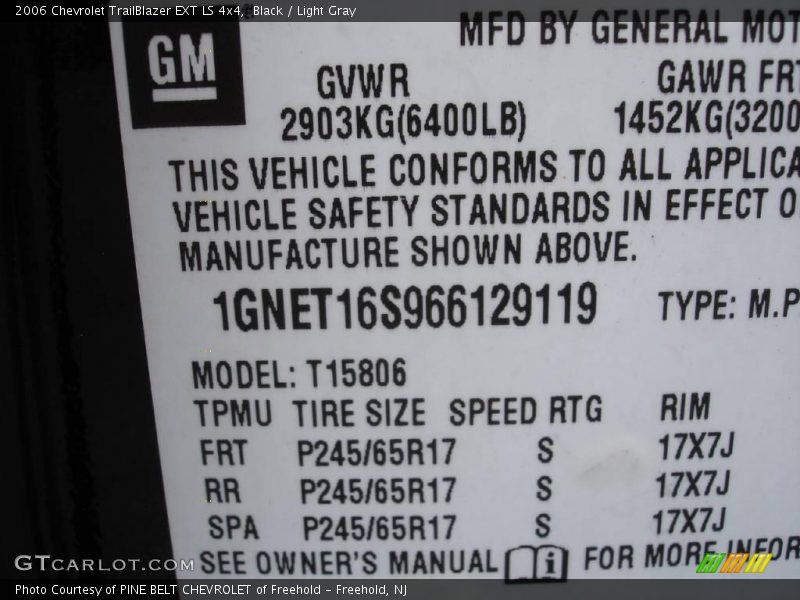 2006 Chevrolet TrailBlazer EXT LS 4x4, Black / Light Gray
MFD BY GENERAL MOT
GM
GVWR GAWR FRT
2903KG(6400LB) 1452KG(3200
THIS VEHICLE CONFORMS TO ALL APPLICA
VEHICLE SAFETY STANDARDS IN EFFECT O
MANUFACTURE SHOWN ABOVE.
1GNET16S966129119 TYPE: M.P
MODEL: T15806
TPMU TIRE SIZE SPEED RTG RIM
FRT P245/65R17 S 17X7J
RR P245/65R17 S 17X7J
SPA P245/65R17 S 17X7J
SEE OWNER'S MANUAL i FOR MORE INFOR
GTcarlot.com
Photo Courtesy of PINE BELT CHEVROLET of Freehold - Freehold, NJ